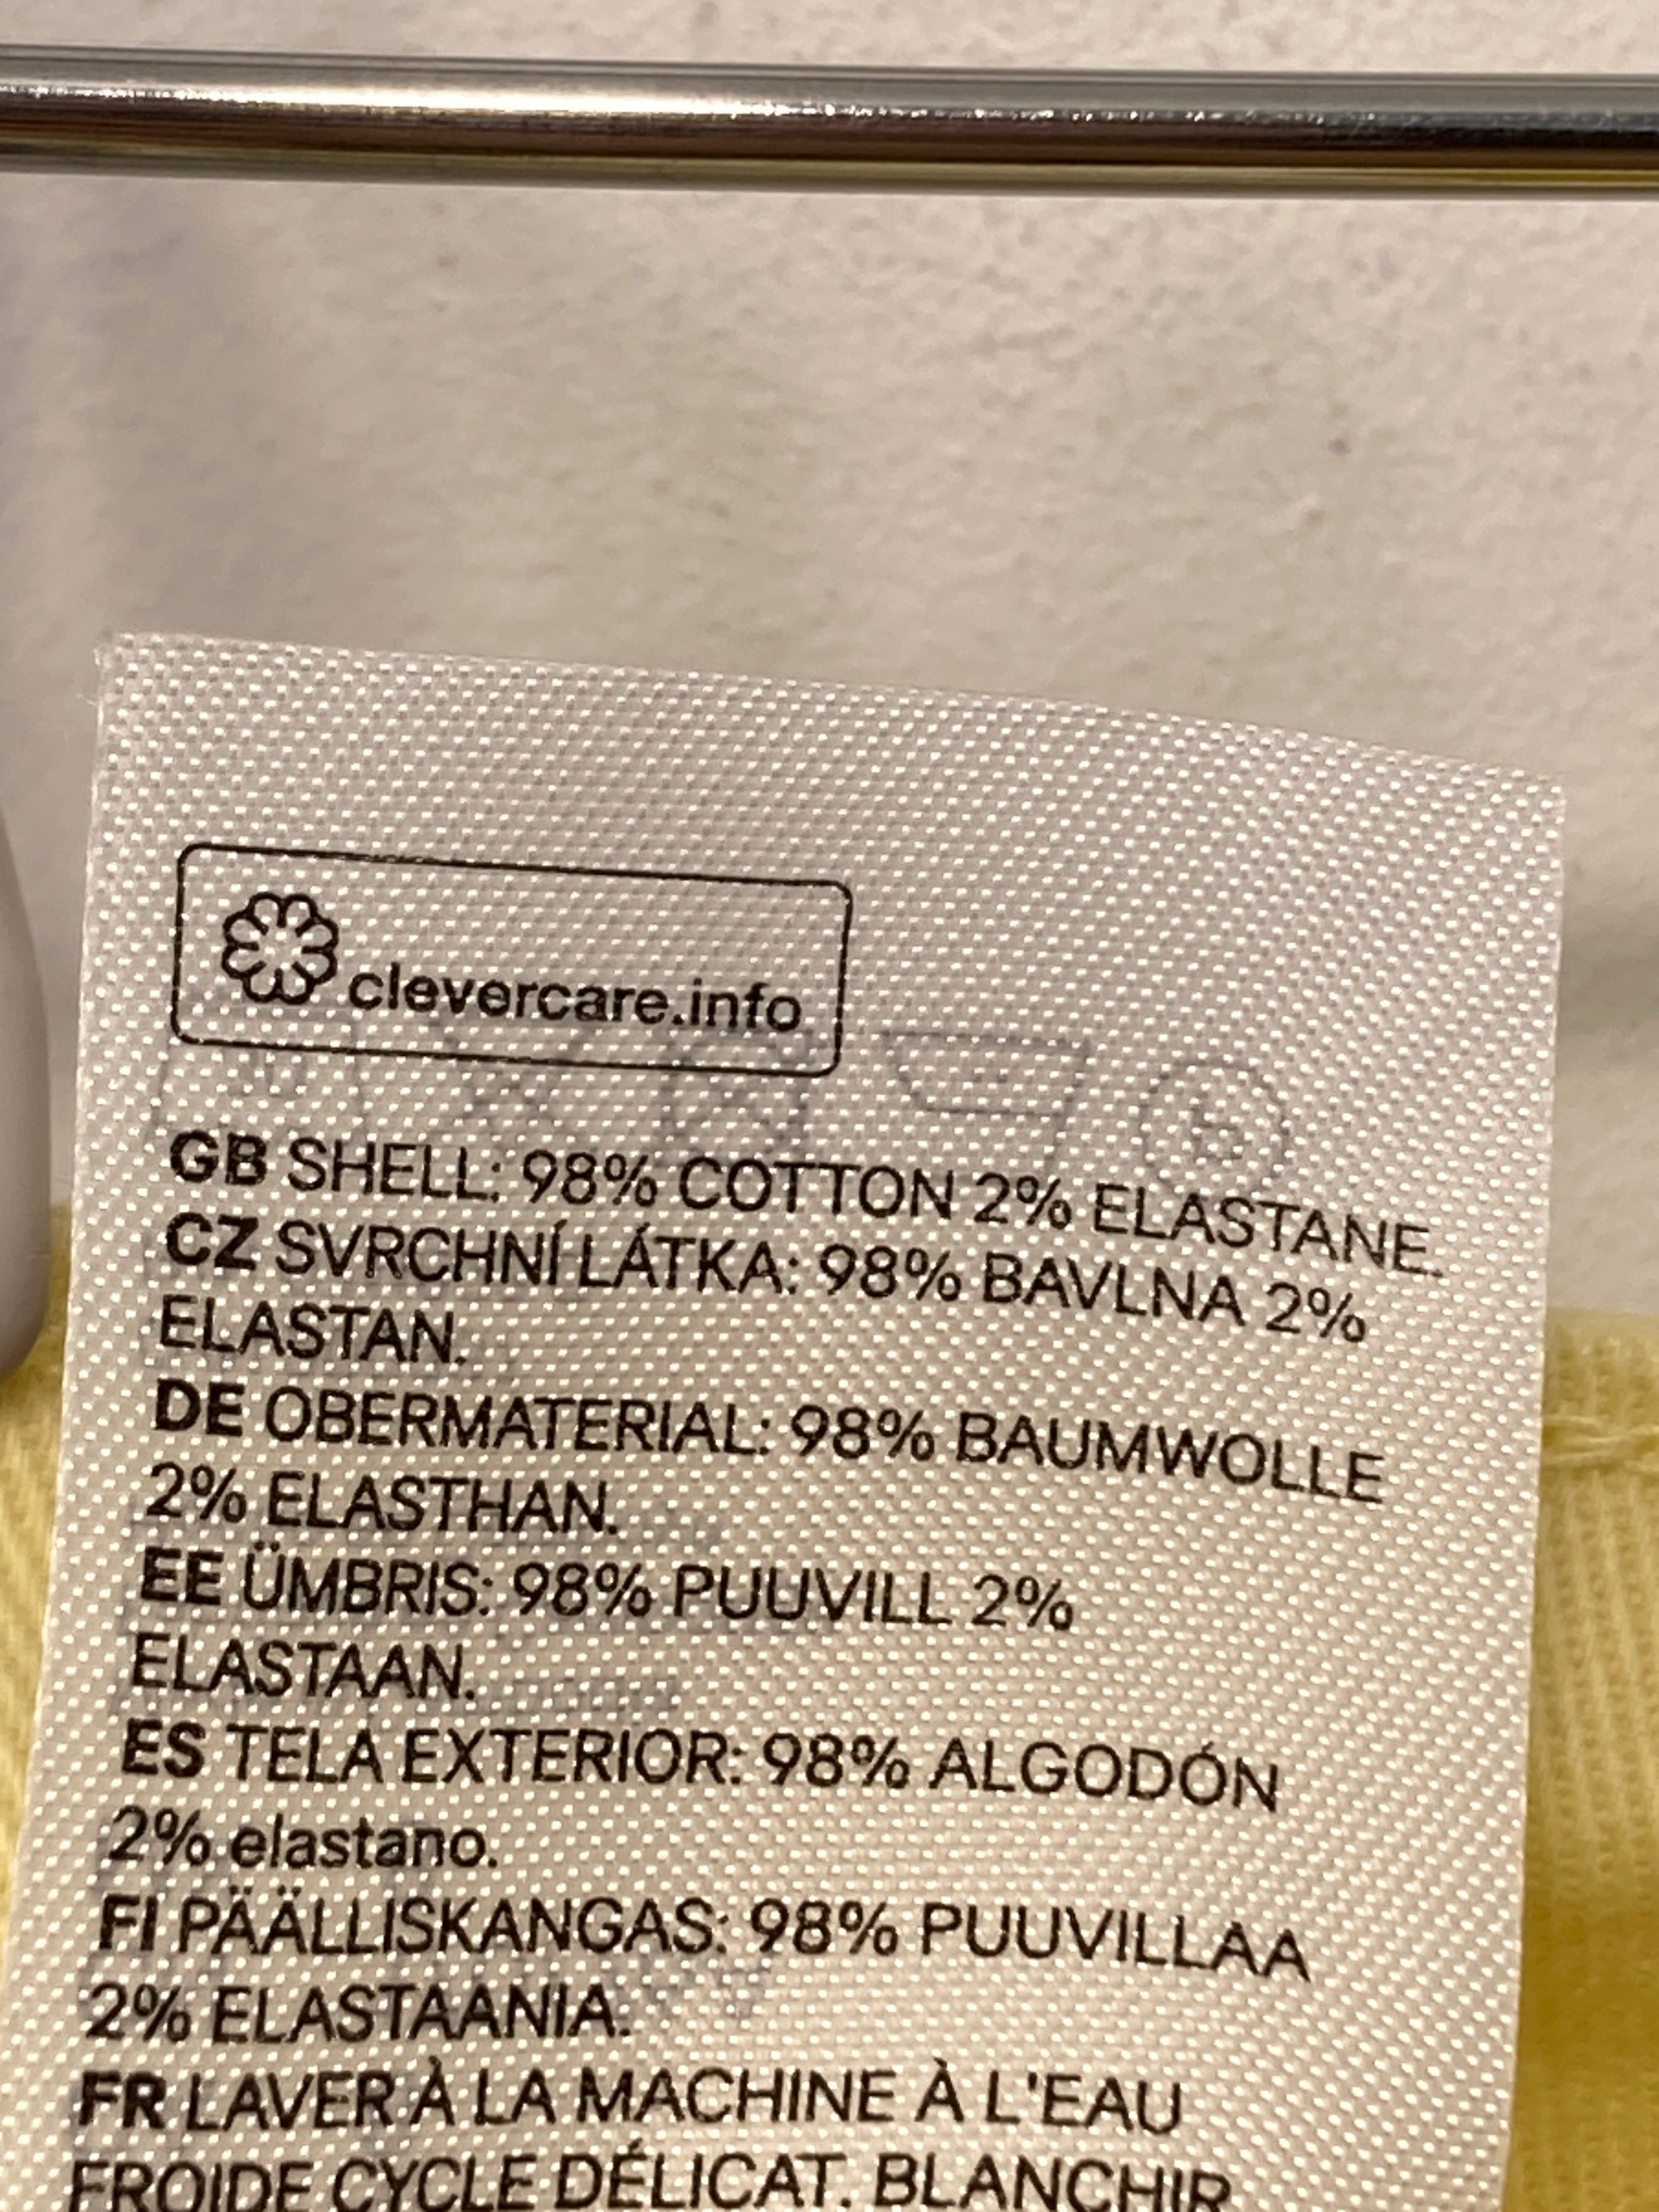 clevercare.info
GB SHELL: 98% COTTON 2% ELASTANE.
CZ SVRCHNÍ LÁTKA: 98% BAVLNA 2%
ELASTAN.
DE OBERMATERIAL: 98% BAUMWOLLE
2% ELASTHAN.
EE ÜMBRIS: 98% PUUVILL 2%
ELASTAAN.
ES TELA EXTERIOR: 98% ALGODÓN
2% elastano.
FI PÄÄLLISKANGAS: 98% PUUVILLAA
2% ELASTAANIA.
FR LAVER À LA MACHINE À L'EAU
FROIDE CYCLE DÉLICAT. BLANCHIR